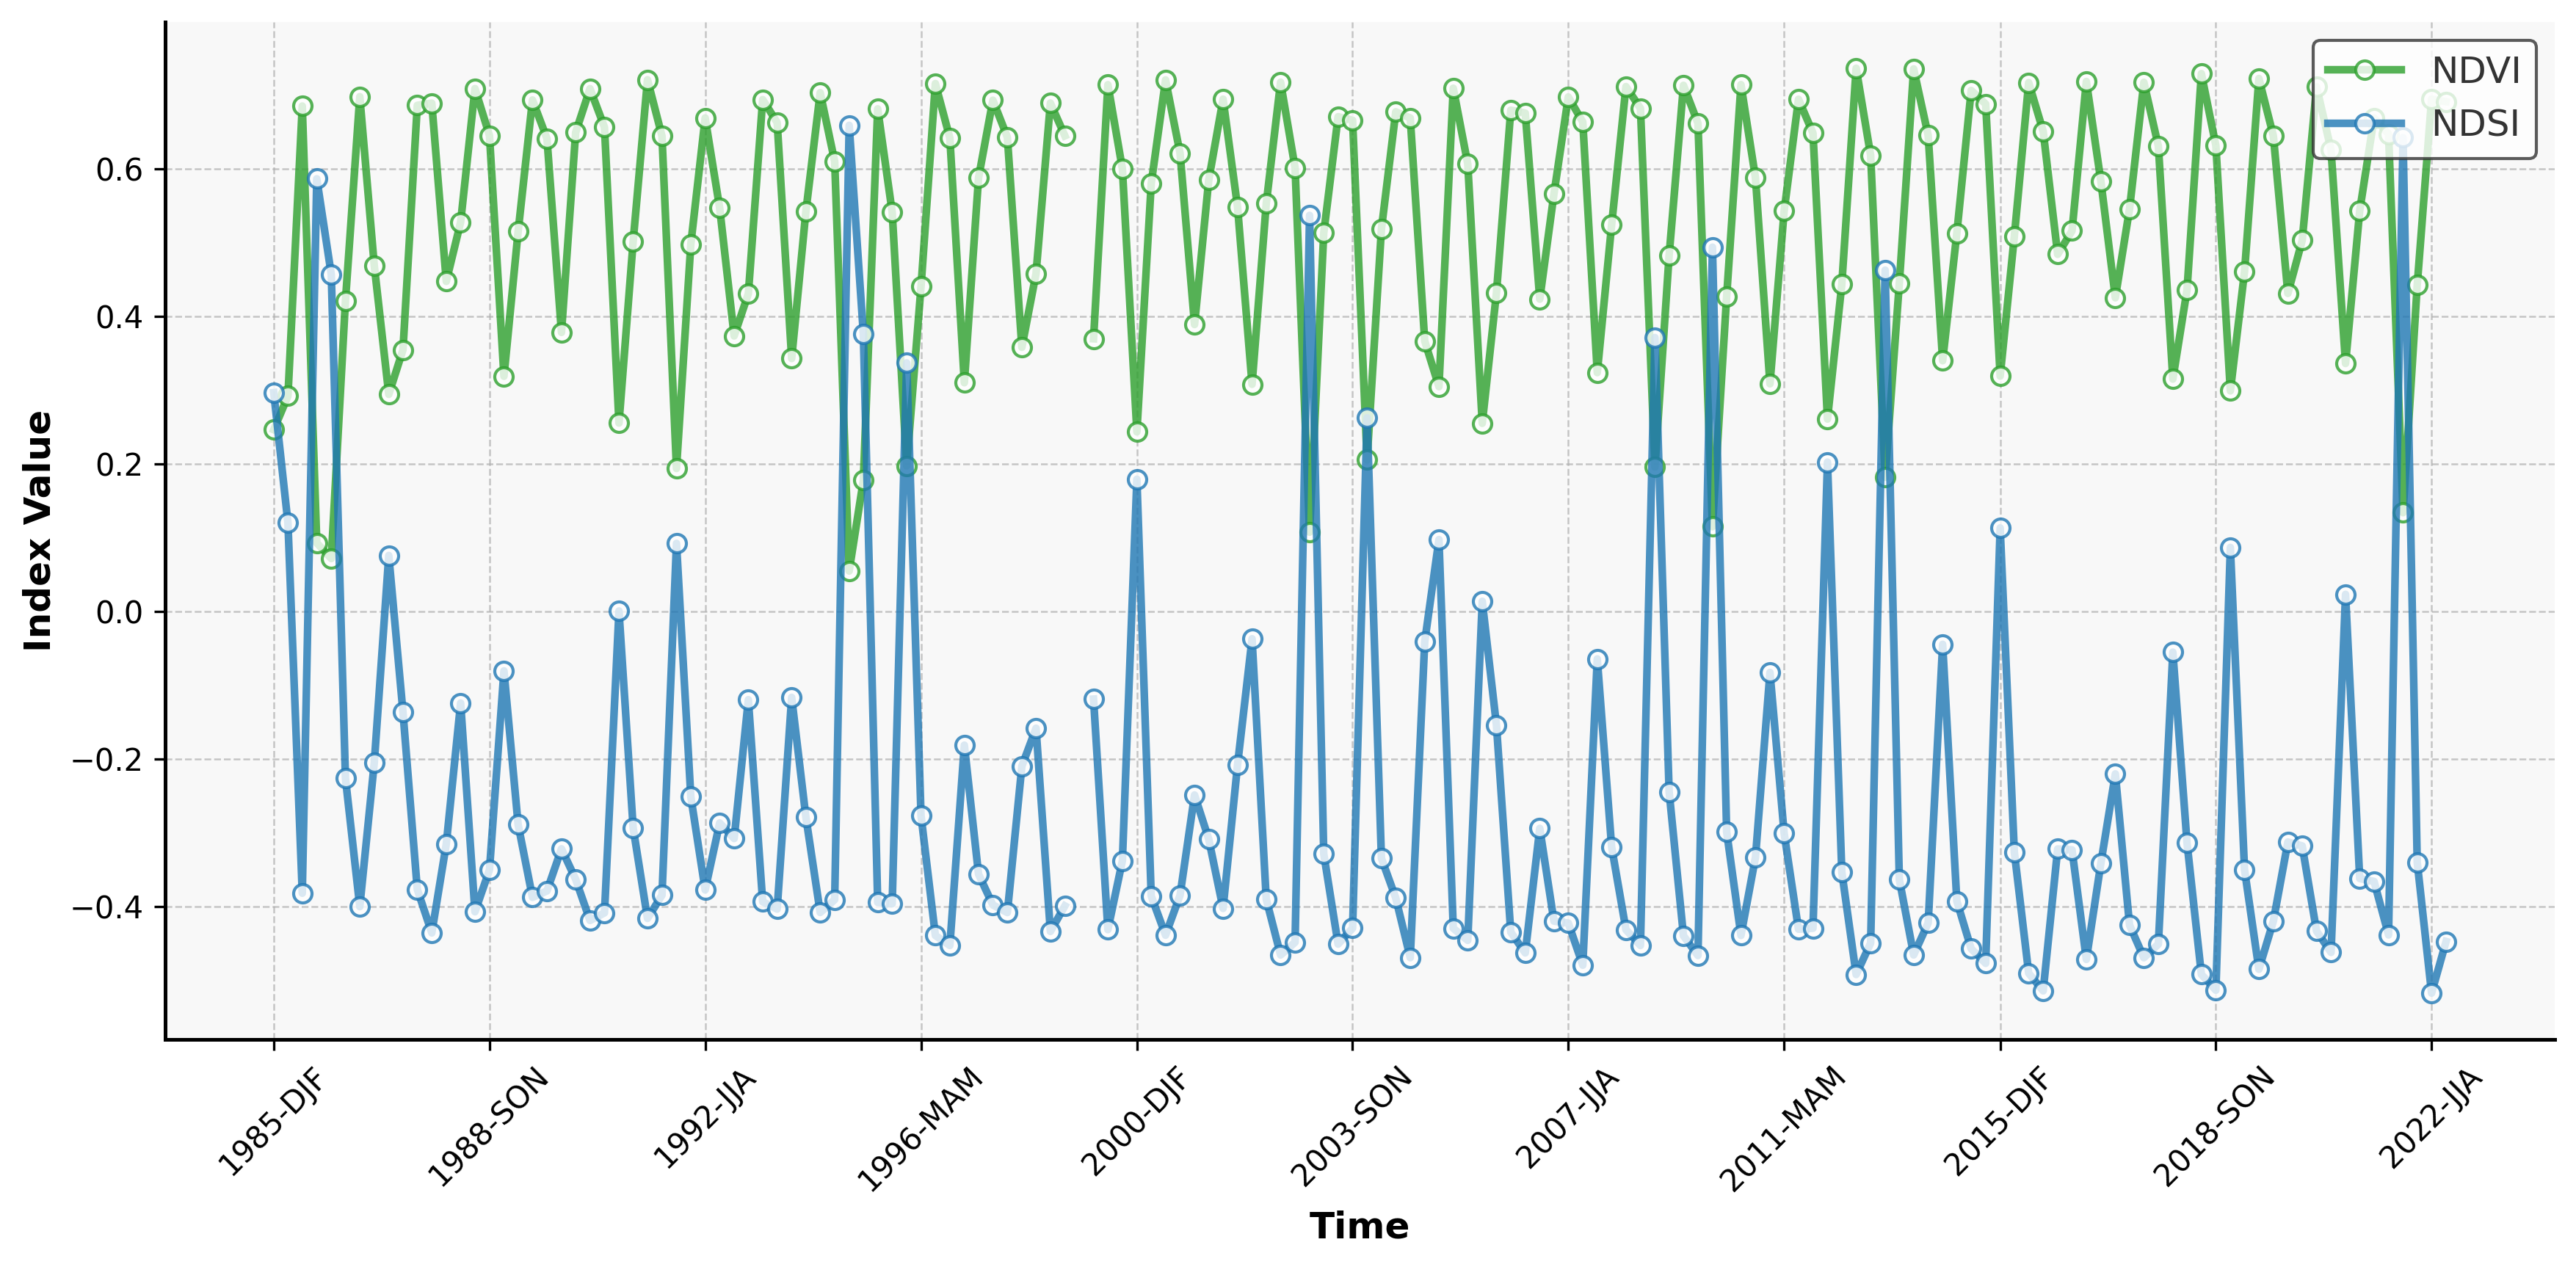 NDVI
NDSI
Index Value
0.6
0.4
0.2
0.0
−0.2
−0.4
1985-DJF
1988-SON
1992-JJA
1996-MAM
2000-DJF
2003-SON
2007-JJA
2011-MAM
2015-DJF
2018-SON
2022-JJA
Time